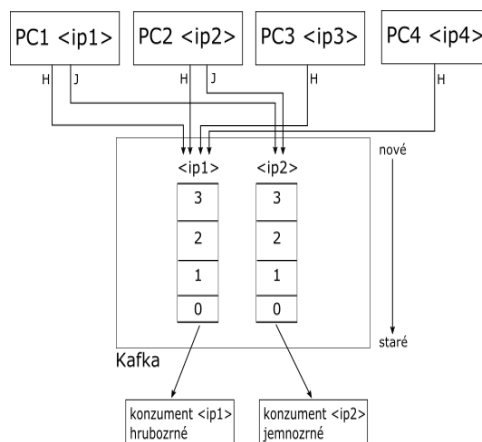 PC1 <ip1>
PC2 <ip2>
PC3 <ip3>
PC4 <ip4>
H
J
H
J
H
H
<ip1>
<ip2>
nové
3
3
2
2
1
1
0
0
staré
Kafka
konzument <ip1>
hrubozrné
konzument <ip2>
jemnozrné